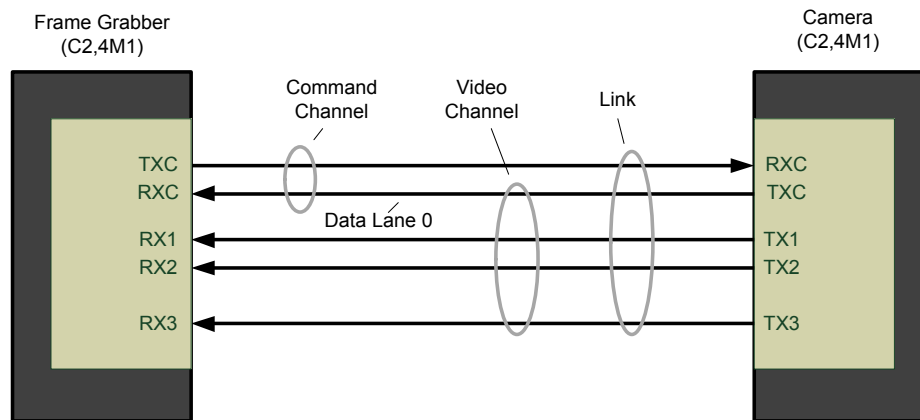 Frame Grabber
(C2,4M1)
Camera
(C2,4M1)
Command
Channel
Video
Channel
Link
TXC
RXC
RXC
TXC
Data Lane 0
RX1
TX1
RX2
TX2
RX3
TX3